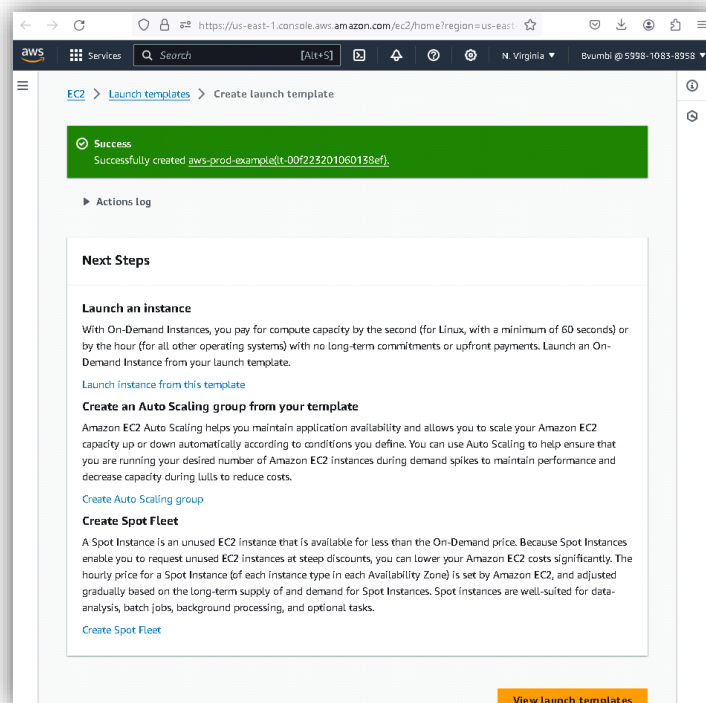 https://us-east-1.console.aws.amazon.com/ec2/home?region=us-east-
aws
Services
Search
[Alt+S]
N. Virginia ▼
Bvumbi @ 5998-1083-8958 ▼
EC2 > Launch templates > Create launch template
Success
Successfully created aws-prod-example(lt-00f223201060138ef).
Actions log
Next Steps
Launch an instance
With On-Demand Instances, you pay for compute capacity by the second (for Linux, with a minimum of 60 seconds) or
by the hour (for all other operating systems) with no long-term commitments or upfront payments. Launch an On-
Demand Instance from your launch template.
Launch instance from this template
Create an Auto Scaling group from your template
Amazon EC2 Auto Scaling helps you maintain application availability and allows you to scale your Amazon EC2
capacity up or down automatically according to conditions you define. You can use Auto Scaling to help ensure that
you are running your desired number of Amazon EC2 instances during demand spikes to maintain performance and
decrease capacity during lulls to reduce costs.
Create Auto Scaling group
Create Spot Fleet
A Spot Instance is an unused EC2 instance that is available for less than the On-Demand price. Because Spot Instances
enable you to request unused EC2 instances at steep discounts, you can lower your Amazon EC2 costs significantly. The
hourly price for a Spot Instance (of each instance type in each Availability Zone) is set by Amazon EC2, and adjusted
gradually based on the long-term supply of and demand for Spot Instances. Spot instances are well-suited for data-
analysis, batch jobs, background processing, and optional tasks.
Create Spot Fleet
View launch templates